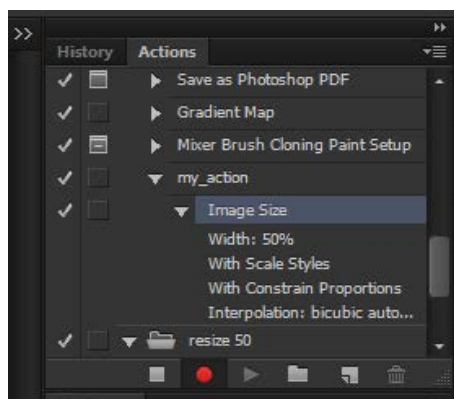 History Actions
Save as Photoshop PDF
Gradient Map
Mixer Brush Cloning Paint Setup
my_action
Image Size
Width: 50%
With Scale Styles
With Constrain Proportions
Interpolation: bicubic auto...
resize 50